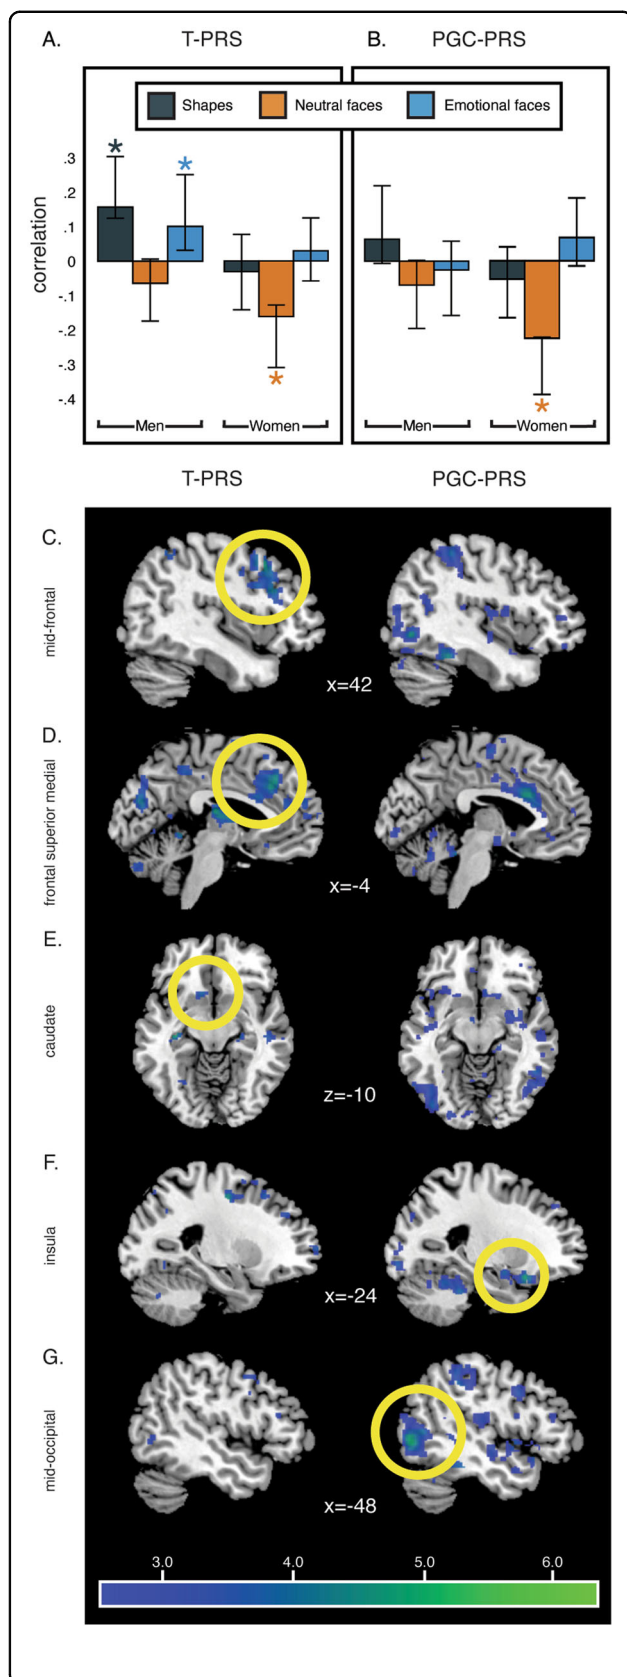 A. T-PRS B. PGC-PRS
Shapes Neutral faces Emotional faces
* *
correlation
.3
.2
.1
0
-.1
-.2
-.3
-.4
* *
Men Women Men Women
T-PRS PGC-PRS
C.
mid-frontal
x=42
D.
frontal superior medial
x=-4
E.
caudate
z=-10
F.
insula
x=-24
G.
mid-occipital
x=-48
3.0 4.0 5.0 6.0